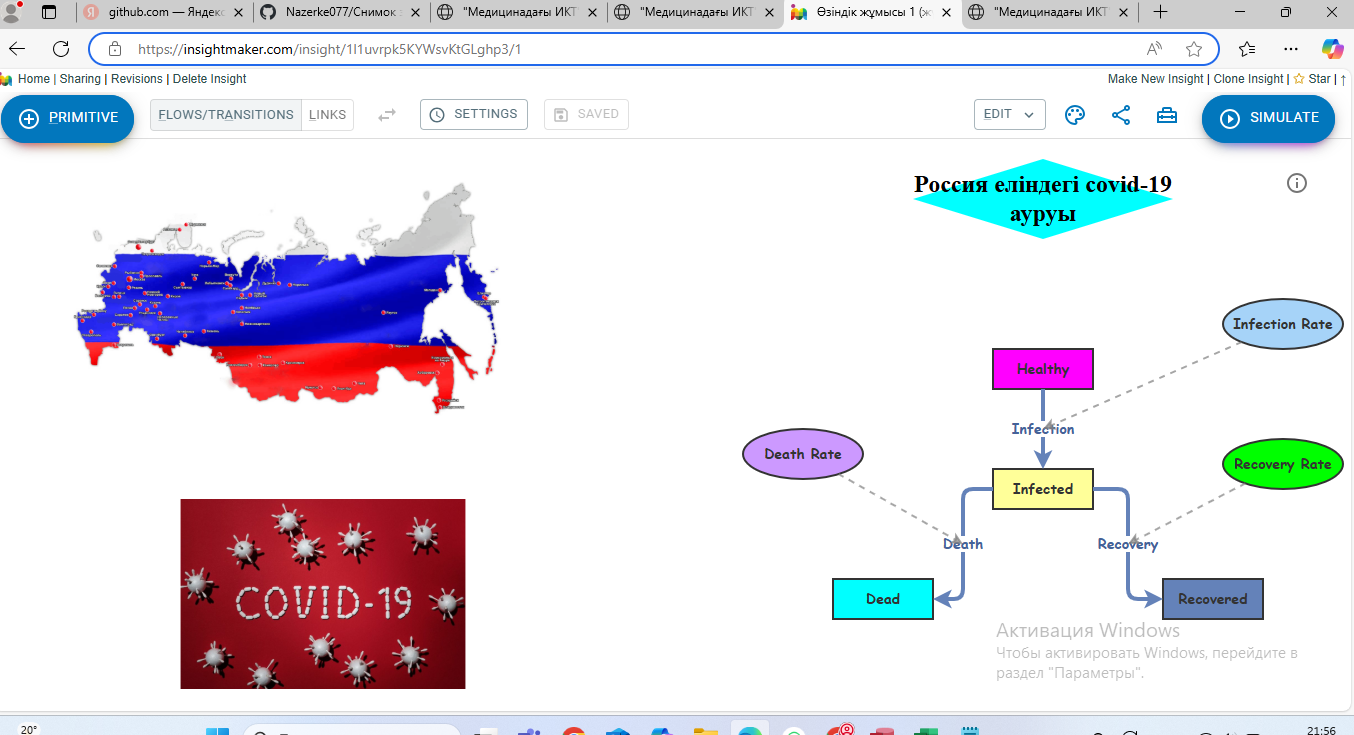 github.com — Яндекс
Nazerke077/Снимок э
"Медицинадағы ИКТ"
"Медицинадағы ИКТ"
Өзіндік жұмысы 1 (ж
"Медицинадағы ИКТ"
https://insightmaker.com/insight/1l1uvrpk5KYWsvKtGLghp3/1
Home | Sharing | Revisions | Delete Insight
Make New Insight | Clone Insight | Star | ↑
PRIMITIVE
FLOWS/TRANSITIONS
LINKS
SETTINGS
SAVED
EDIT
SIMULATE
Россия еліндегі covid-19
ауруы
Infection Rate
Healthy
Infection
Death Rate
Recovery Rate
Infected
Death
Recovery
Dead
Recovered
COVID-19
Активация Windows
Чтобы активировать Windows, перейдите в
раздел "Параметры".
20°
21:56